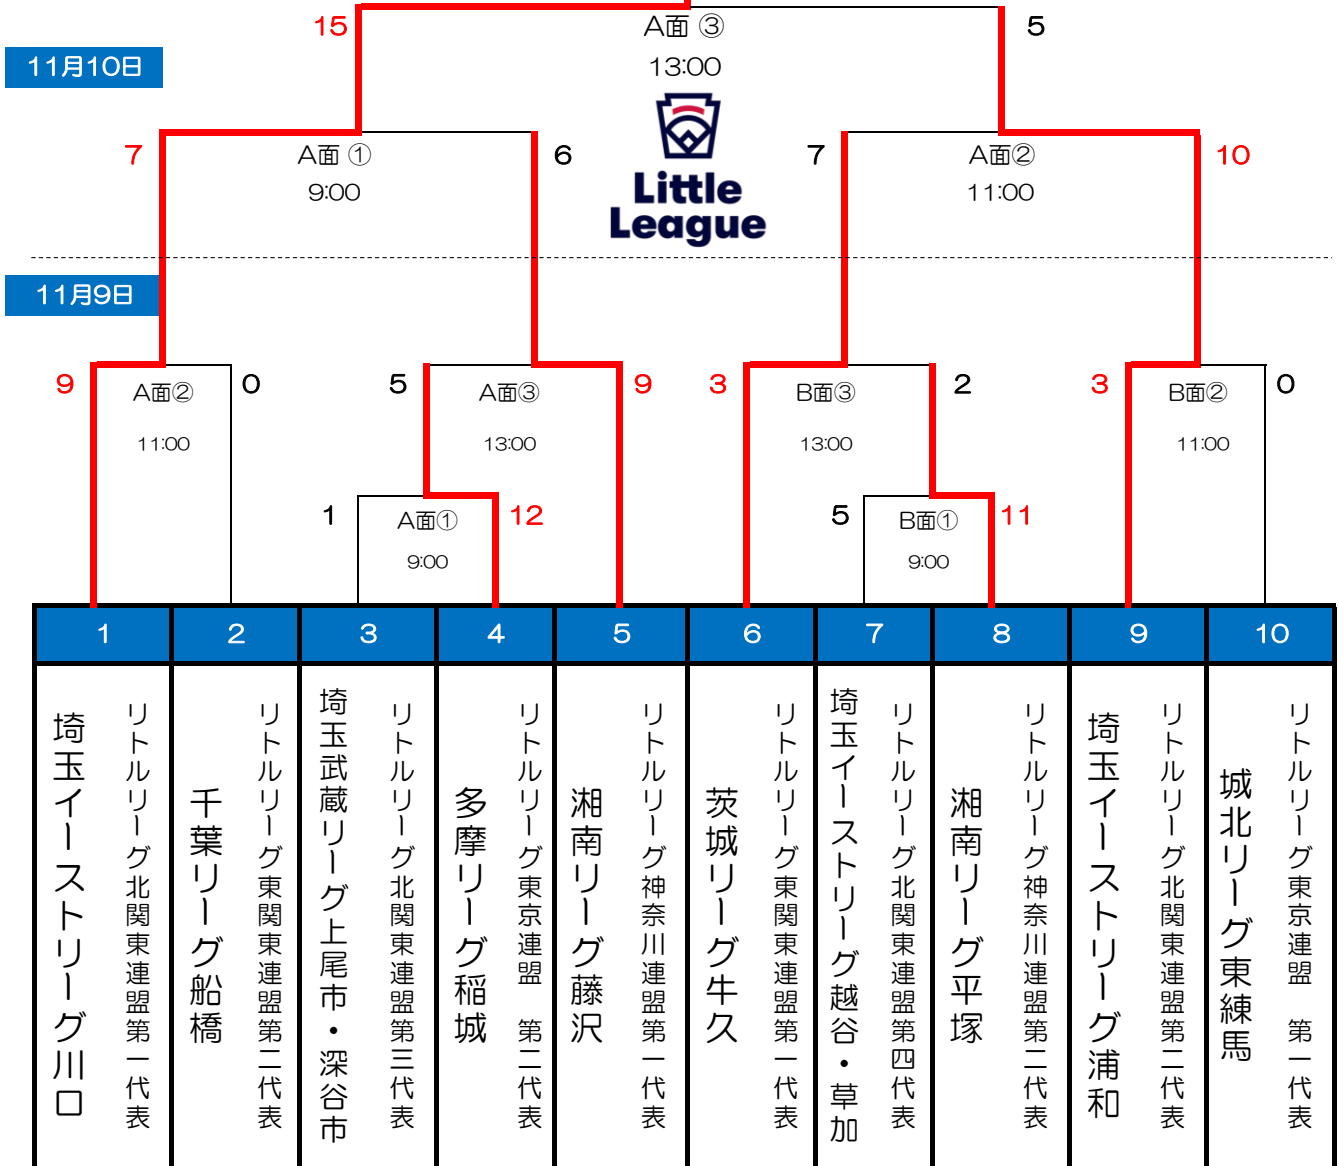 15
A面 ③
5
11月10日
13:00
7
A面 ①
6
7
A面②
10
9:00
11:00
Little
League
11月9日
9
A面②
0
5
A面③
9
3
B面③
2
3
B面②
0
11:00
13:00
13:00
11:00
1
A面①
12
5
B面①
11
9:00
9:00
1
2
3
4
5
6
7
8
9
10
埼玉イーストリーグ川口
リトルリーグ北関東連盟第一代表
千葉リーグ船橋
リトルリーグ東関東連盟第二代表
埼玉武蔵リーグ上尾市・深谷市
リトルリーグ北関東連盟第三代表
多摩リーグ稲城
リトルリーグ東京連盟　第二代表
湘南リーグ藤沢
リトルリーグ神奈川連盟第一代表
茨城リーグ牛久
リトルリーグ東関東連盟第一代表
埼玉イーストリーグ越谷・草加
リトルリーグ北関東連盟第四代表
湘南リーグ平塚
リトルリーグ神奈川連盟第二代表
埼玉イーストリーグ浦和
リトルリーグ北関東連盟第二代表
城北リーグ東練馬
リトルリーグ東京連盟　第一代表